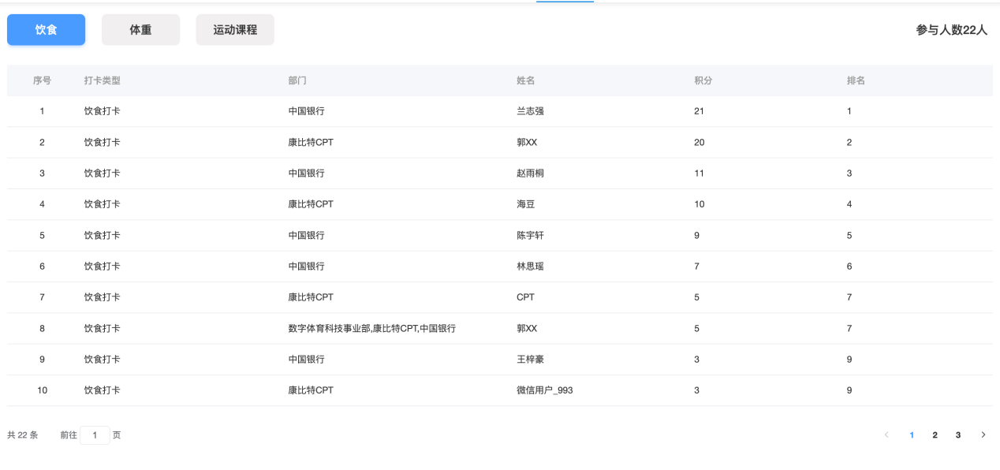 饮食 体重 运动课程 参与人数22人
序号 打卡类型 部门 姓名 积分 排名
1 饮食打卡 中国银行 兰志强 21 1
2 饮食打卡 康比特CPT 郭XX 20 2
3 饮食打卡 中国银行 赵雨桐 11 3
4 饮食打卡 康比特CPT 海豆 10 4
5 饮食打卡 中国银行 陈宇轩 9 5
6 饮食打卡 中国银行 林思瑶 7 6
7 饮食打卡 康比特CPT CPT 5 7
8 饮食打卡 数字体育科技事业部,康比特CPT,中国银行 郭XX 5 7
9 饮食打卡 中国银行 王梓豪 3 9
10 饮食打卡 康比特CPT 微信用户_993 3 9
共 22 条 前往 1 页 1 2 3